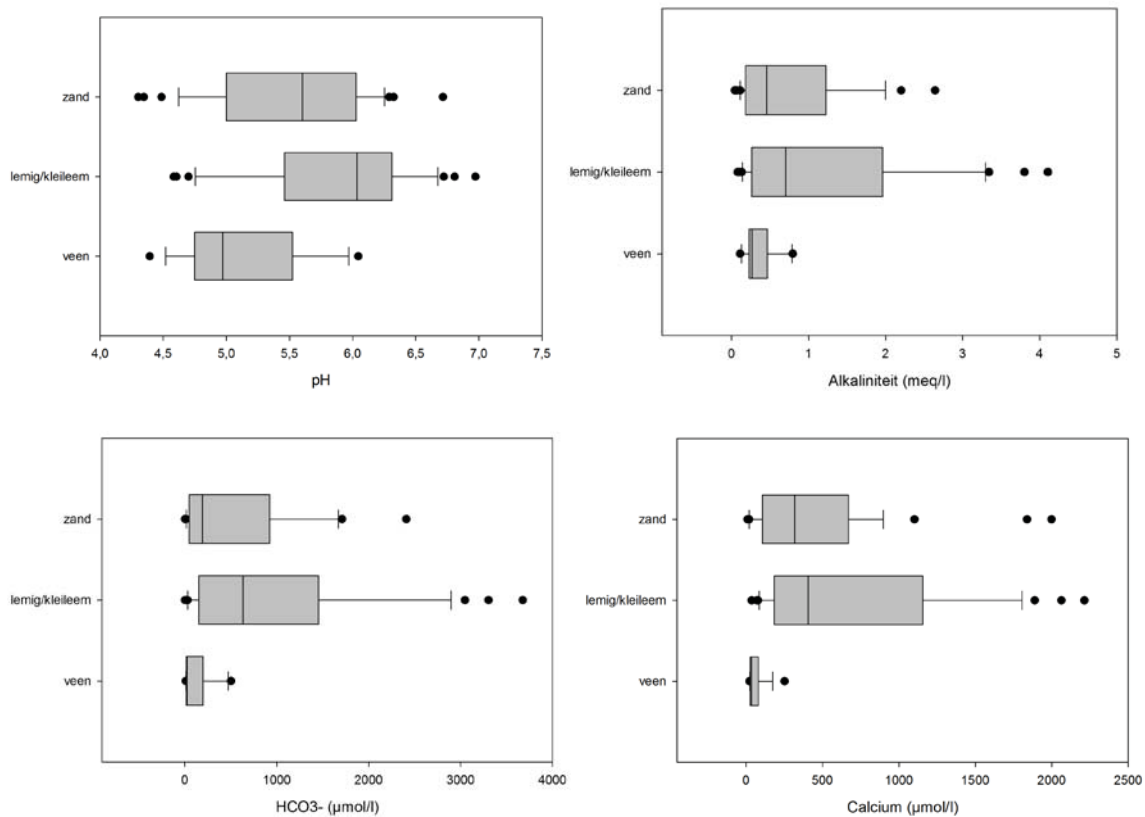 zand
lemig/kleileem
veen
4,0 4,5 5,0 5,5 6,0 6,5 7,0 7,5
pH
zand
lemig/kleileem
veen
0 1 2 3 4 5
Alkaliniteit (meq/l)
zand
lemig/kleileem
veen
0 1000 2000 3000 4000
HCO3- (µmol/l)
zand
lemig/kleileem
veen
0 500 1000 1500 2000 2500
Calcium (µmol/l)